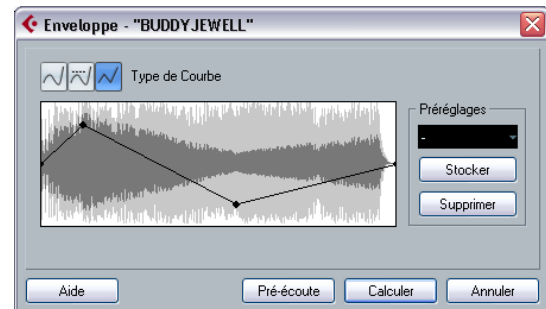 Enveloppe - "BUDDYJEWELL"
Type de Courbe
Préréglages
-
Stocker
Supprimer
Aide
Pré-écoute
Calculer
Annuler